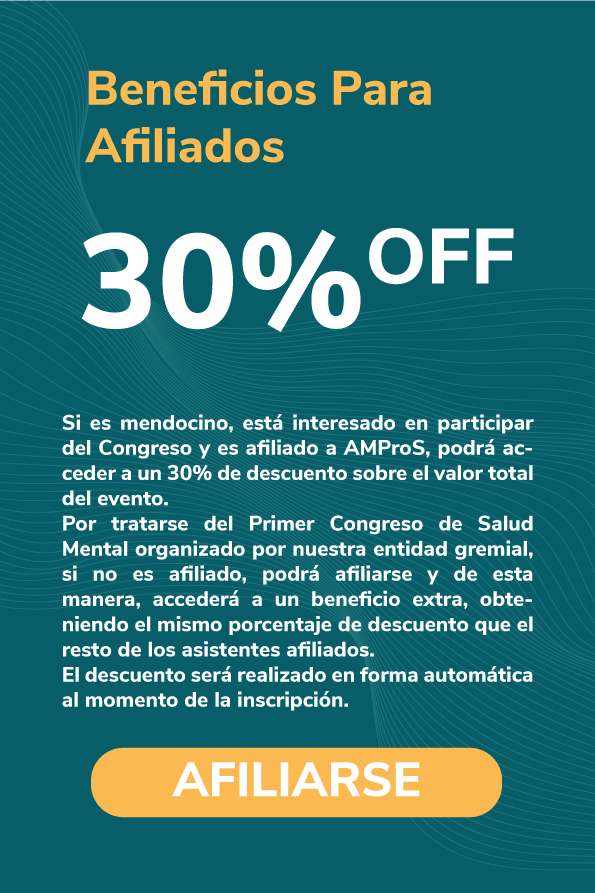 Beneficios Para
Afiliados
30% OFF
Si es mendocino, está interesado en participar
del Congreso y es afiliado a AMProS, podrá ac-
ceder a un 30% de descuento sobre el valor total
del evento.
Por tratarse del Primer Congreso de Salud
Mental organizado por nuestra entidad gremial,
si no es afiliado, podrá afiliarse y de esta
manera, accederá a un beneficio extra, obte-
niendo el mismo porcentaje de descuento que el
resto de los asistentes afiliados.
El descuento será realizado en forma automática
al momento de la inscripción.
AFILIARSE